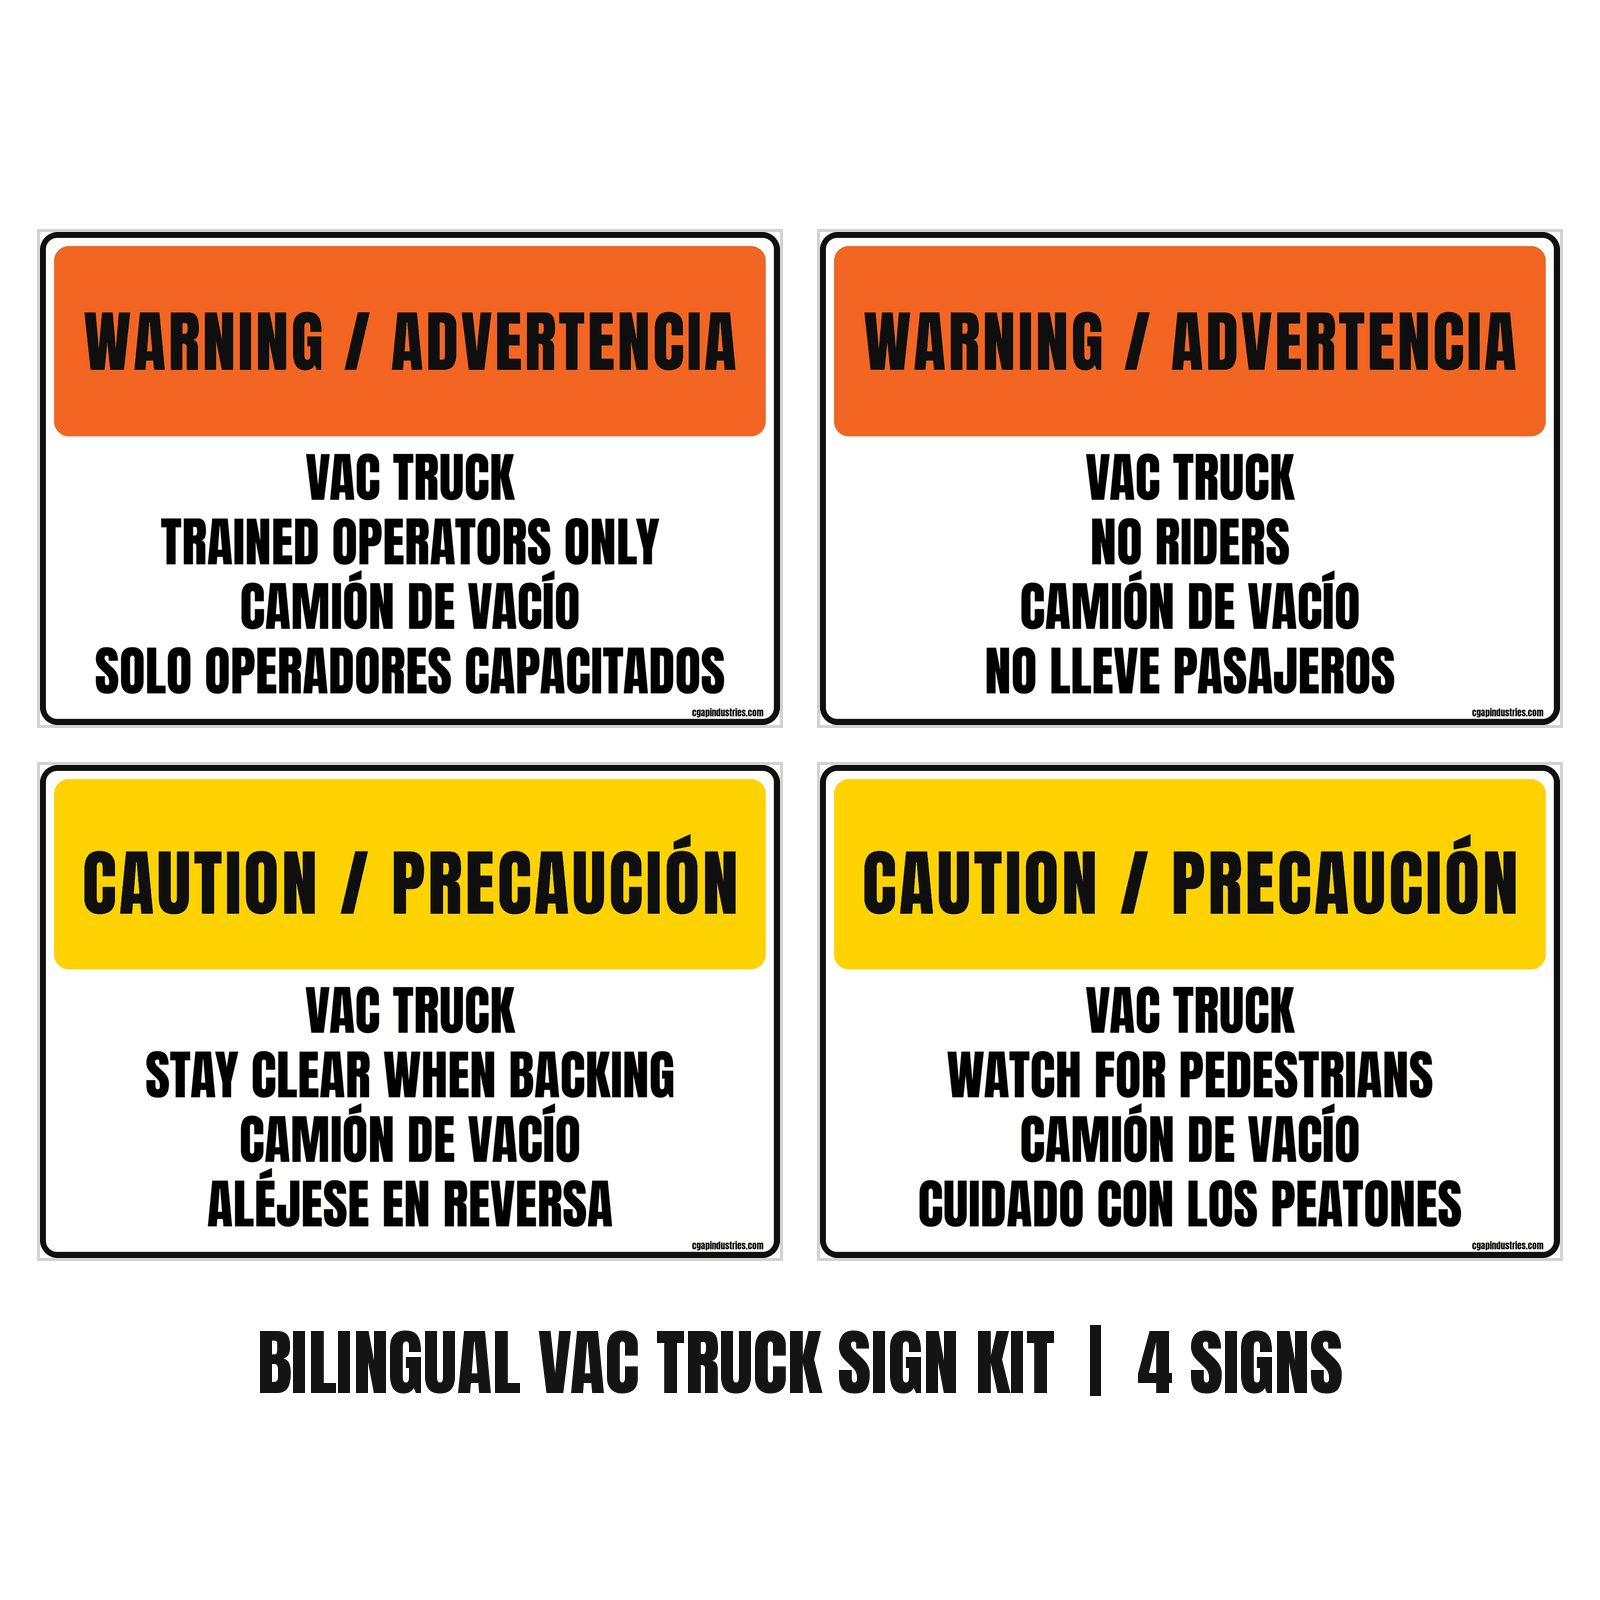 WARNING / ADVERTENCIA
VAC TRUCK
TRAINED OPERATORS ONLY
CAMIÓN DE VACÍO
SOLO OPERADORES CAPACITADOS
cgapindustries.com
WARNING / ADVERTENCIA
VAC TRUCK
NO RIDERS
CAMIÓN DE VACÍO
NO LLEVE PASAJEROS
cgapindustries.com
CAUTION / PRECAUCIÓN
VAC TRUCK
STAY CLEAR WHEN BACKING
CAMIÓN DE VACÍO
ALÉJESE EN REVERSA
cgapindustries.com
CAUTION / PRECAUCIÓN
VAC TRUCK
WATCH FOR PEDESTRIANS
CAMIÓN DE VACÍO
CUIDADO CON LOS PEATONES
cgapindustries.com
BILINGUAL VAC TRUCK SIGN KIT | 4 SIGNS